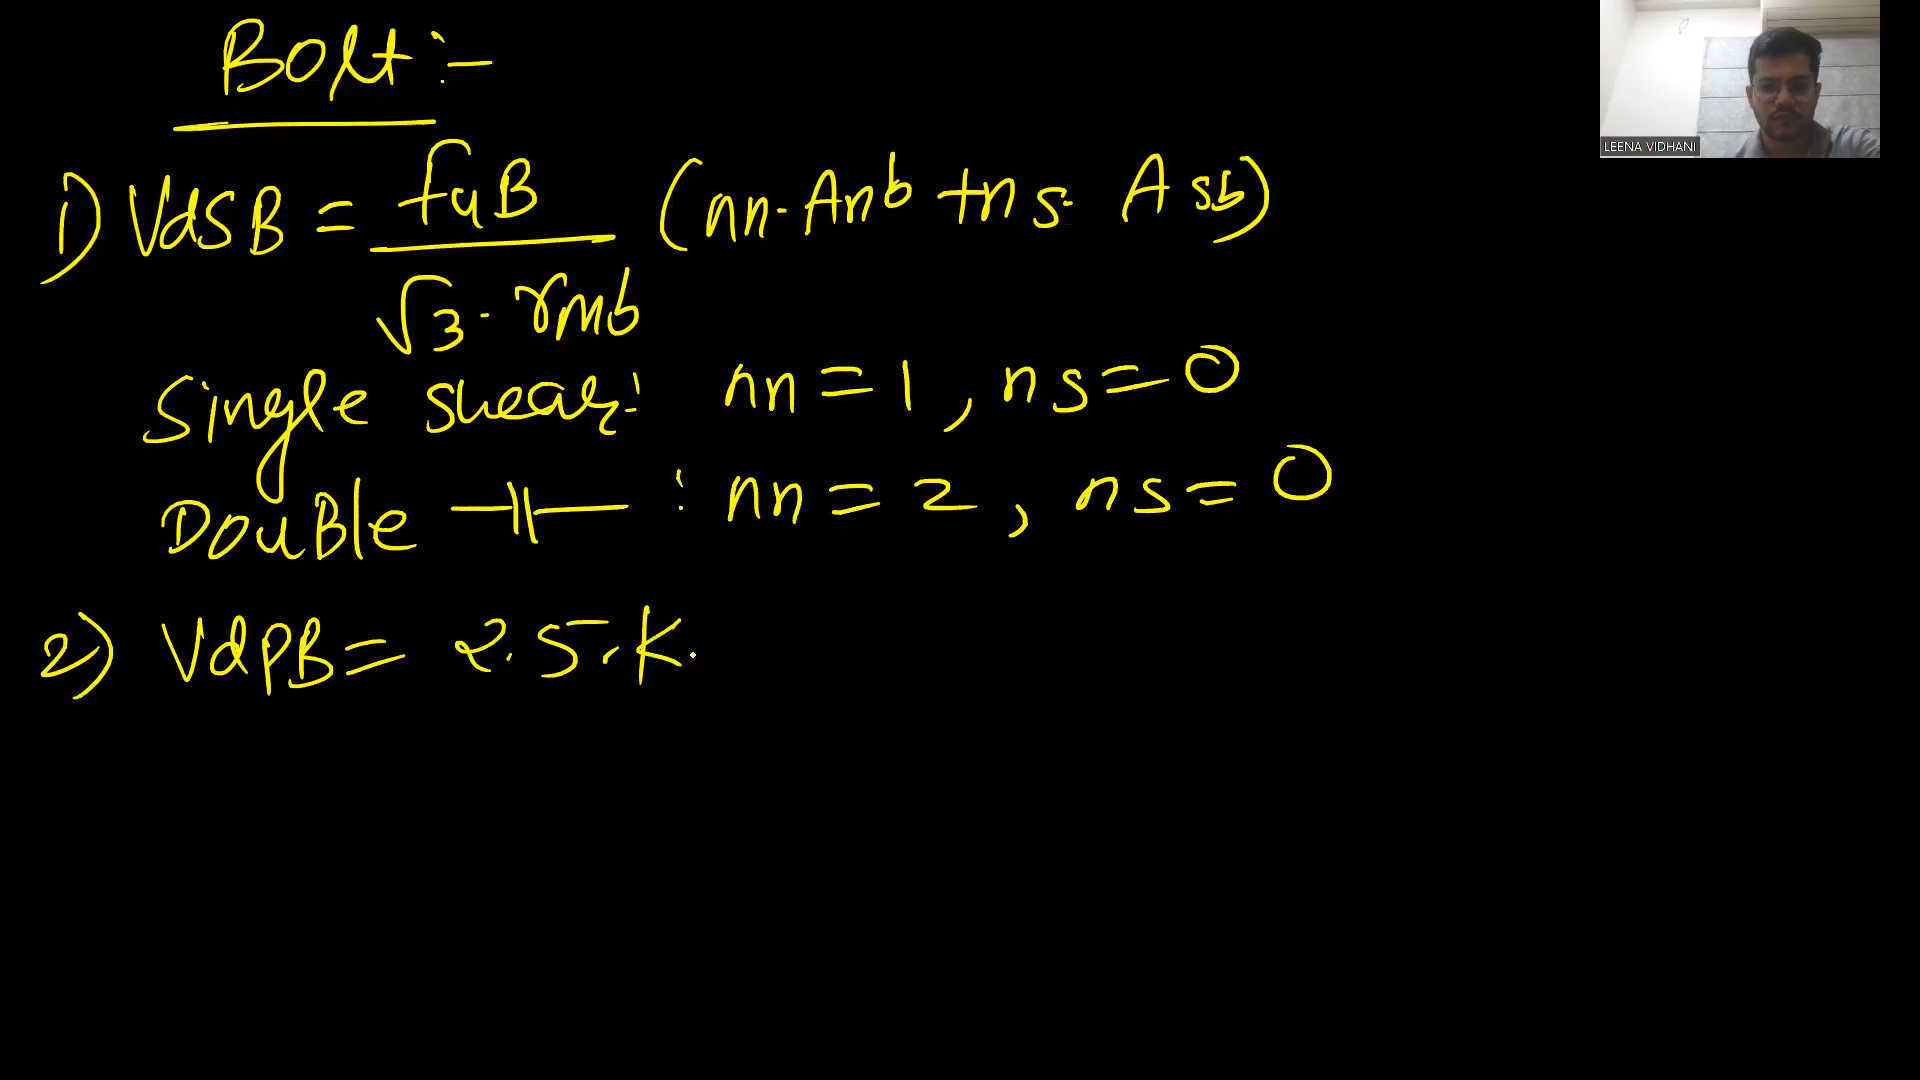 Bolt :-
LEENA VIDHANI
1) VdSB = fuB / √3 · γmb (nn · Anb + ns · Asb)
Single shear : nn = 1 , ns = 0
Double —||— : nn = 2 , ns = 0
2) VdPB = 2.5 · K ·